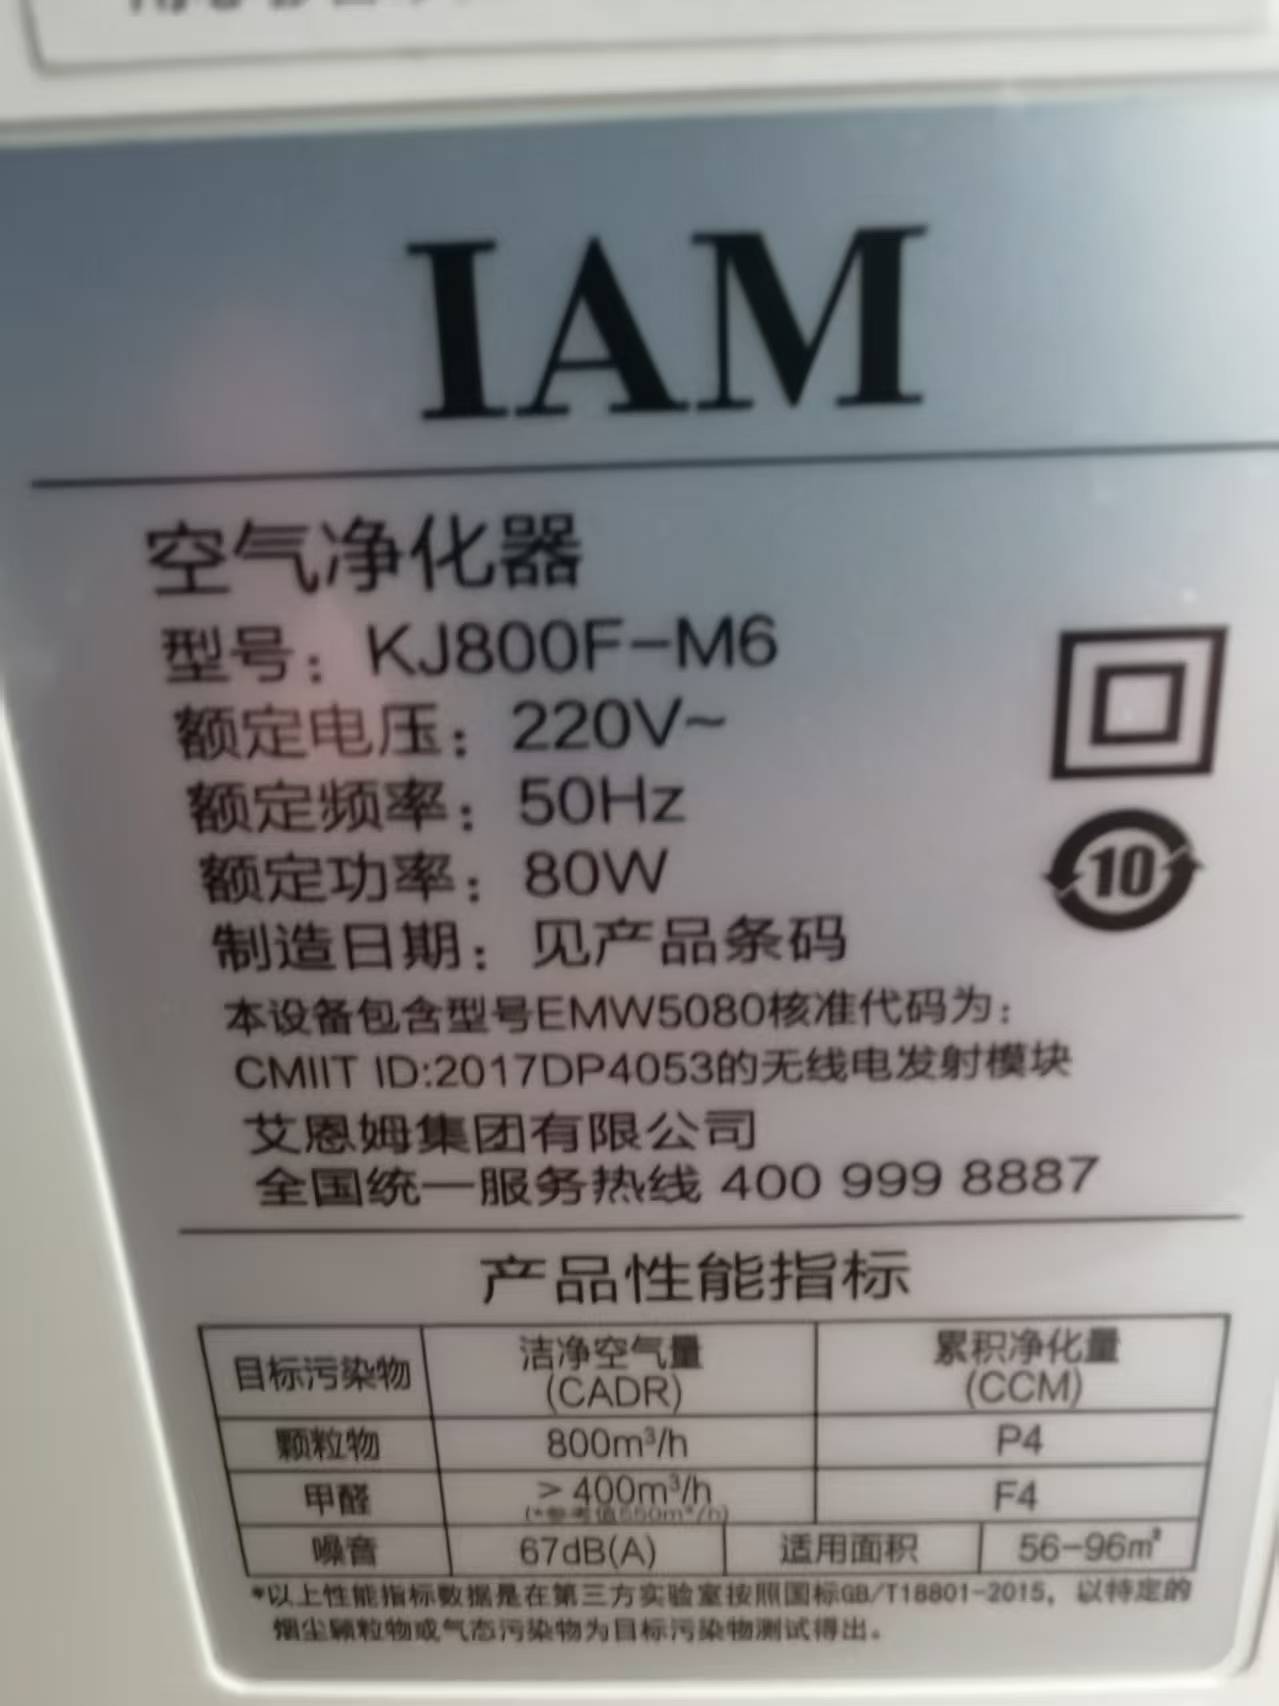 IAM
空气净化器
型号：KJ800F-M6
额定电压：220V~
额定频率：50Hz
额定功率：80W
制造日期：见产品条码
10
本设备包含型号EMW5080核准代码为：
CMIIT ID:2017DP4053的无线电发射模块
艾恩姆集团有限公司
全国统一服务热线 400 999 8887
产品性能指标
目标污染物 洁净空气量 (CADR) 累积净化量 (CCM)
颗粒物 800m³/h P4
甲醛 ＞400m³/h F4
(*参考值550m³/h)
噪音 67dB(A) 适用面积 56-96㎡
*以上性能指标数据是在第三方实验室按照国标GB/T18801-2015，以特定的
烟尘颗粒物或气态污染物为目标污染物测试得出。